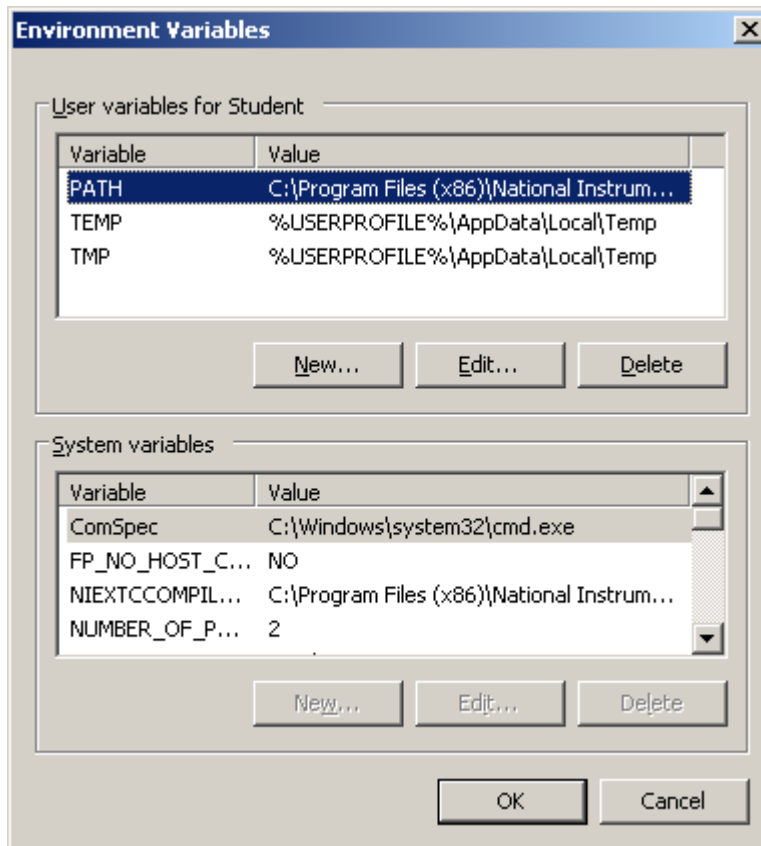 Environment Variables
User variables for Student
Variable Value
PATH C:\Program Files (x86)\National Instrum...
TEMP %USERPROFILE%\AppData\Local\Temp
TMP %USERPROFILE%\AppData\Local\Temp
New... Edit... Delete
System variables
Variable Value
ComSpec C:\Windows\system32\cmd.exe
FP_NO_HOST_C... NO
NIEXTCCOMPIL... C:\Program Files (x86)\National Instrum...
NUMBER_OF_P... 2
New... Edit... Delete
OK Cancel